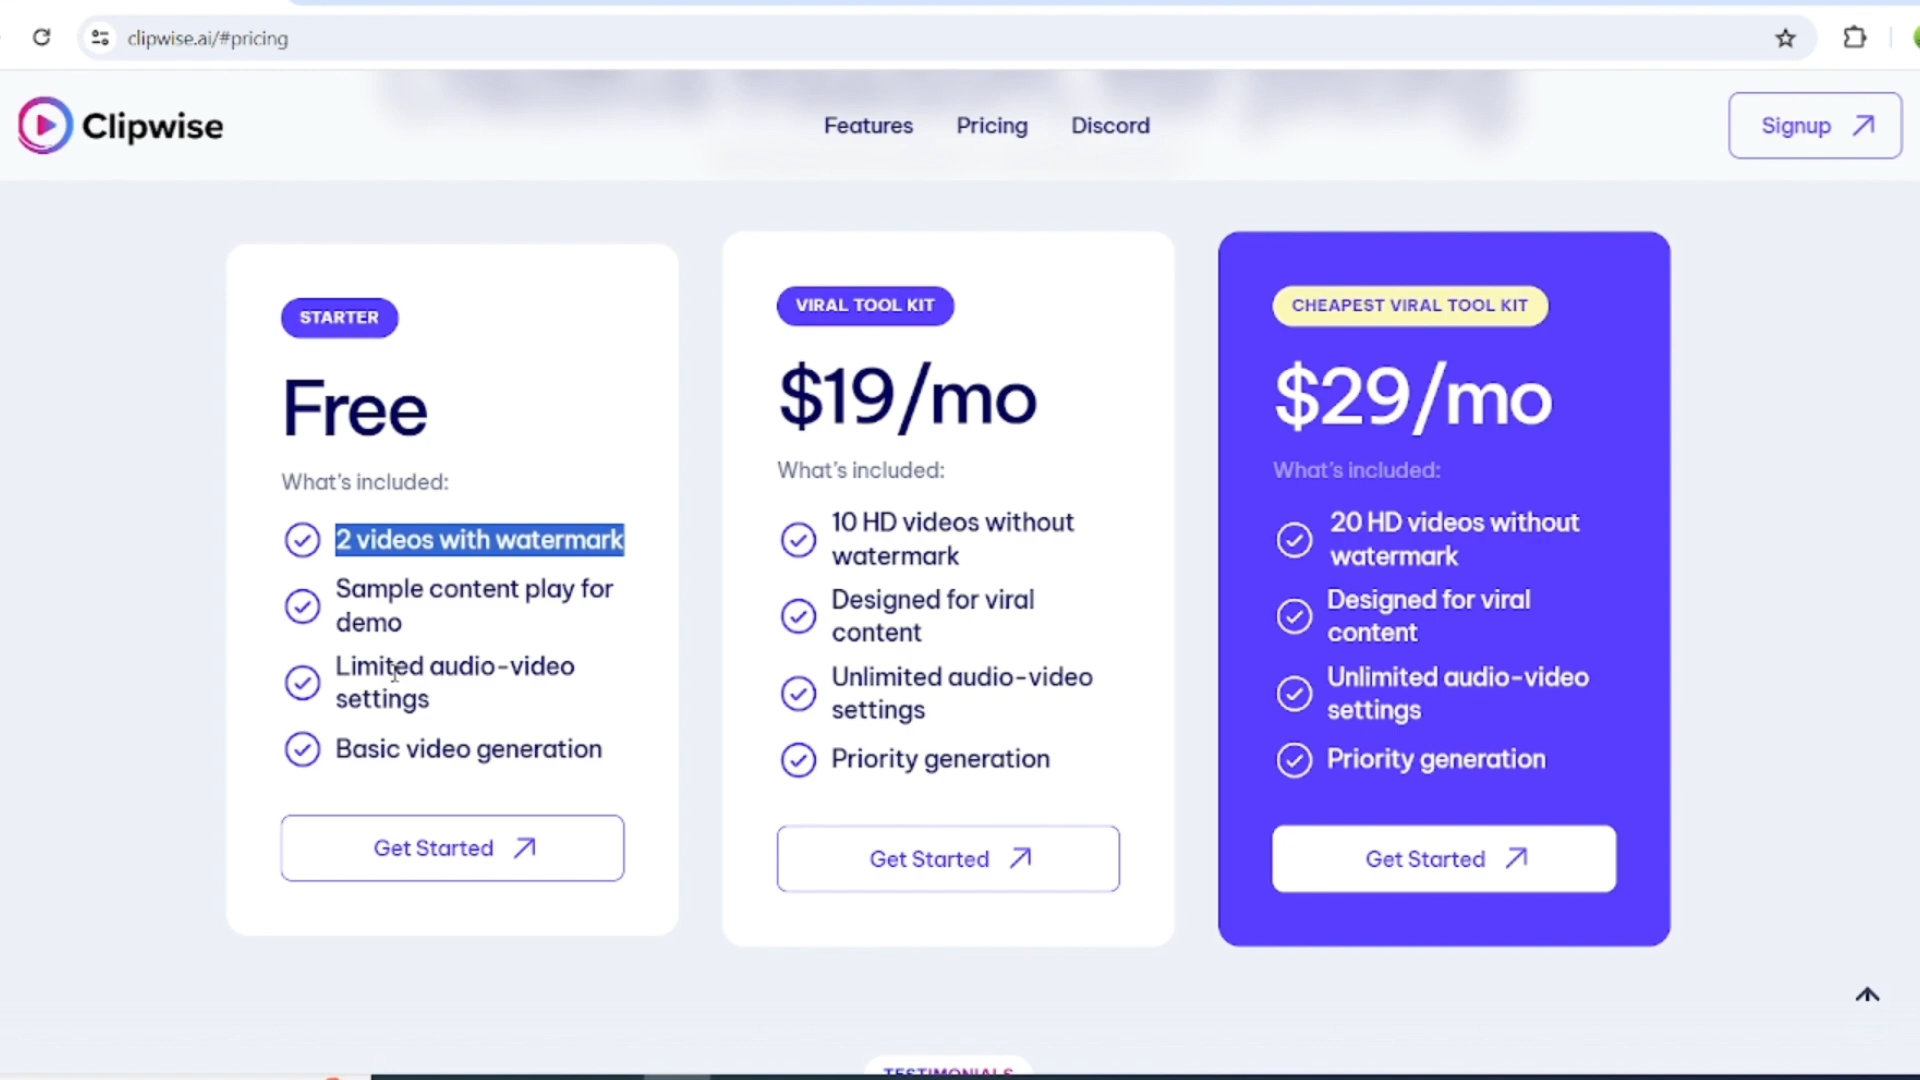 clipwise.ai/#pricing
Clipwise
Features
Pricing
Discord
Signup
STARTER
Free
What's included:
2 videos with watermark
Sample content play for
demo
Limited audio-video
settings
Basic video generation
Get Started
VIRAL TOOL KIT
$19/mo
What's included:
10 HD videos without
watermark
Designed for viral
content
Unlimited audio-video
settings
Priority generation
Get Started
CHEAPEST VIRAL TOOL KIT
$29/mo
What's included:
20 HD videos without
watermark
Designed for viral
content
Unlimited audio-video
settings
Priority generation
Get Started
TESTIMONIALS